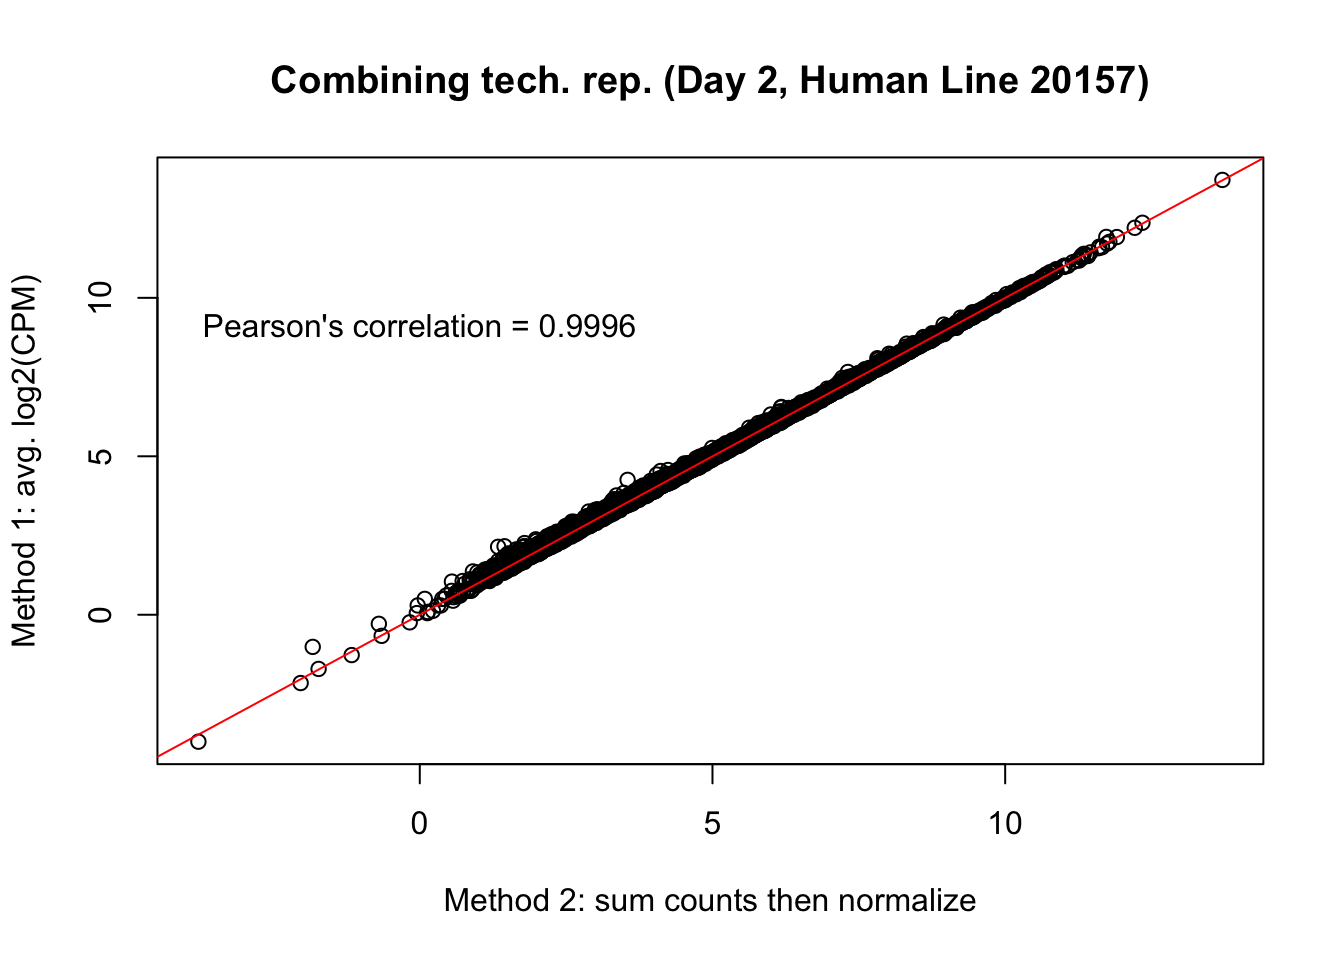 Combining tech. rep. (Day 2, Human Line 20157)
Method 1: avg. log2(CPM)
10
5
0
Pearson's correlation = 0.9996
0 5 10
Method 2: sum counts then normalize